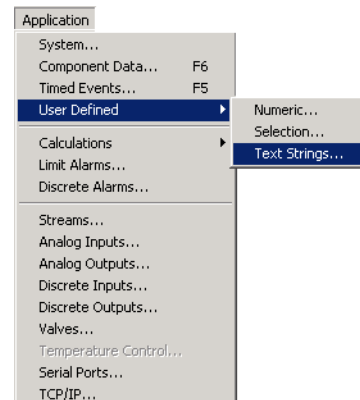 Application
System...
Component Data... F6
Timed Events... F5
User Defined
Numeric...
Selection...
Text Strings...
Calculations
Limit Alarms...
Discrete Alarms...
Streams...
Analog Inputs...
Analog Outputs...
Discrete Inputs...
Discrete Outputs...
Valves...
Temperature Control...
Serial Ports...
TCP/IP...